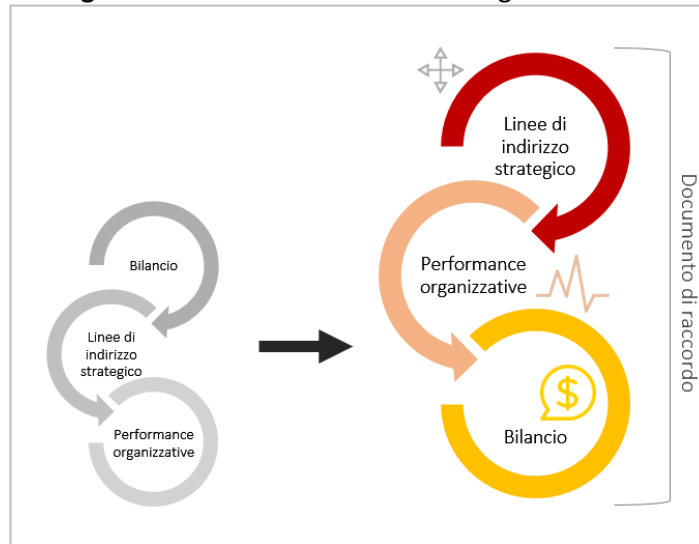 Bilancio
Linee di
indirizzo
strategico
Performance
organizzative
Linee di
indirizzo
strategico
Performance
organizzative
$
Bilancio
Documento di raccordo